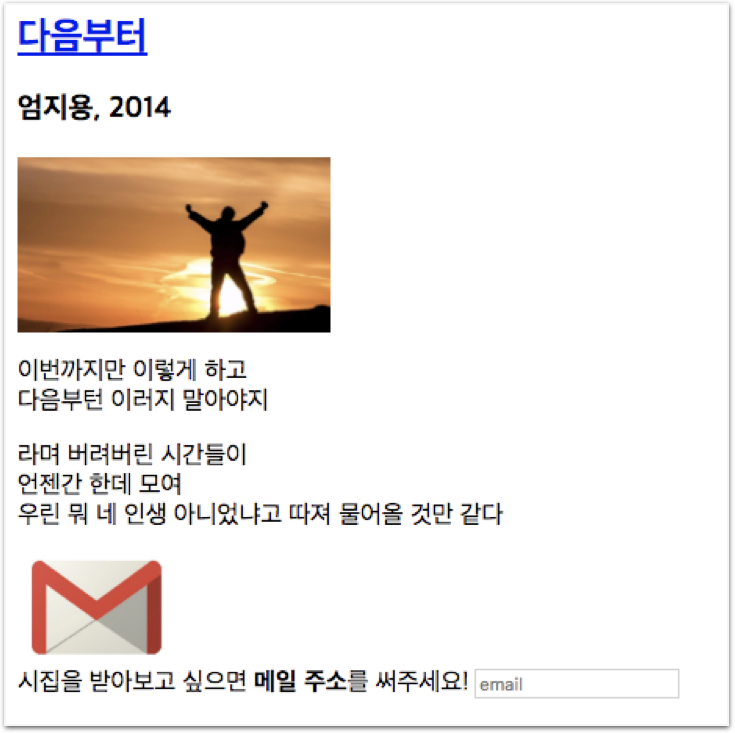 다음부터
엄지용, 2014
이번까지만 이렇게 하고
다음부턴 이러지 말아야지
라며 버려버린 시간들이
언젠간 한데 모여
우린 뭐 네 인생 아니었냐고 따져 물어올 것만 같다
시집을 받아보고 싶으면 메일 주소를 써주세요! email